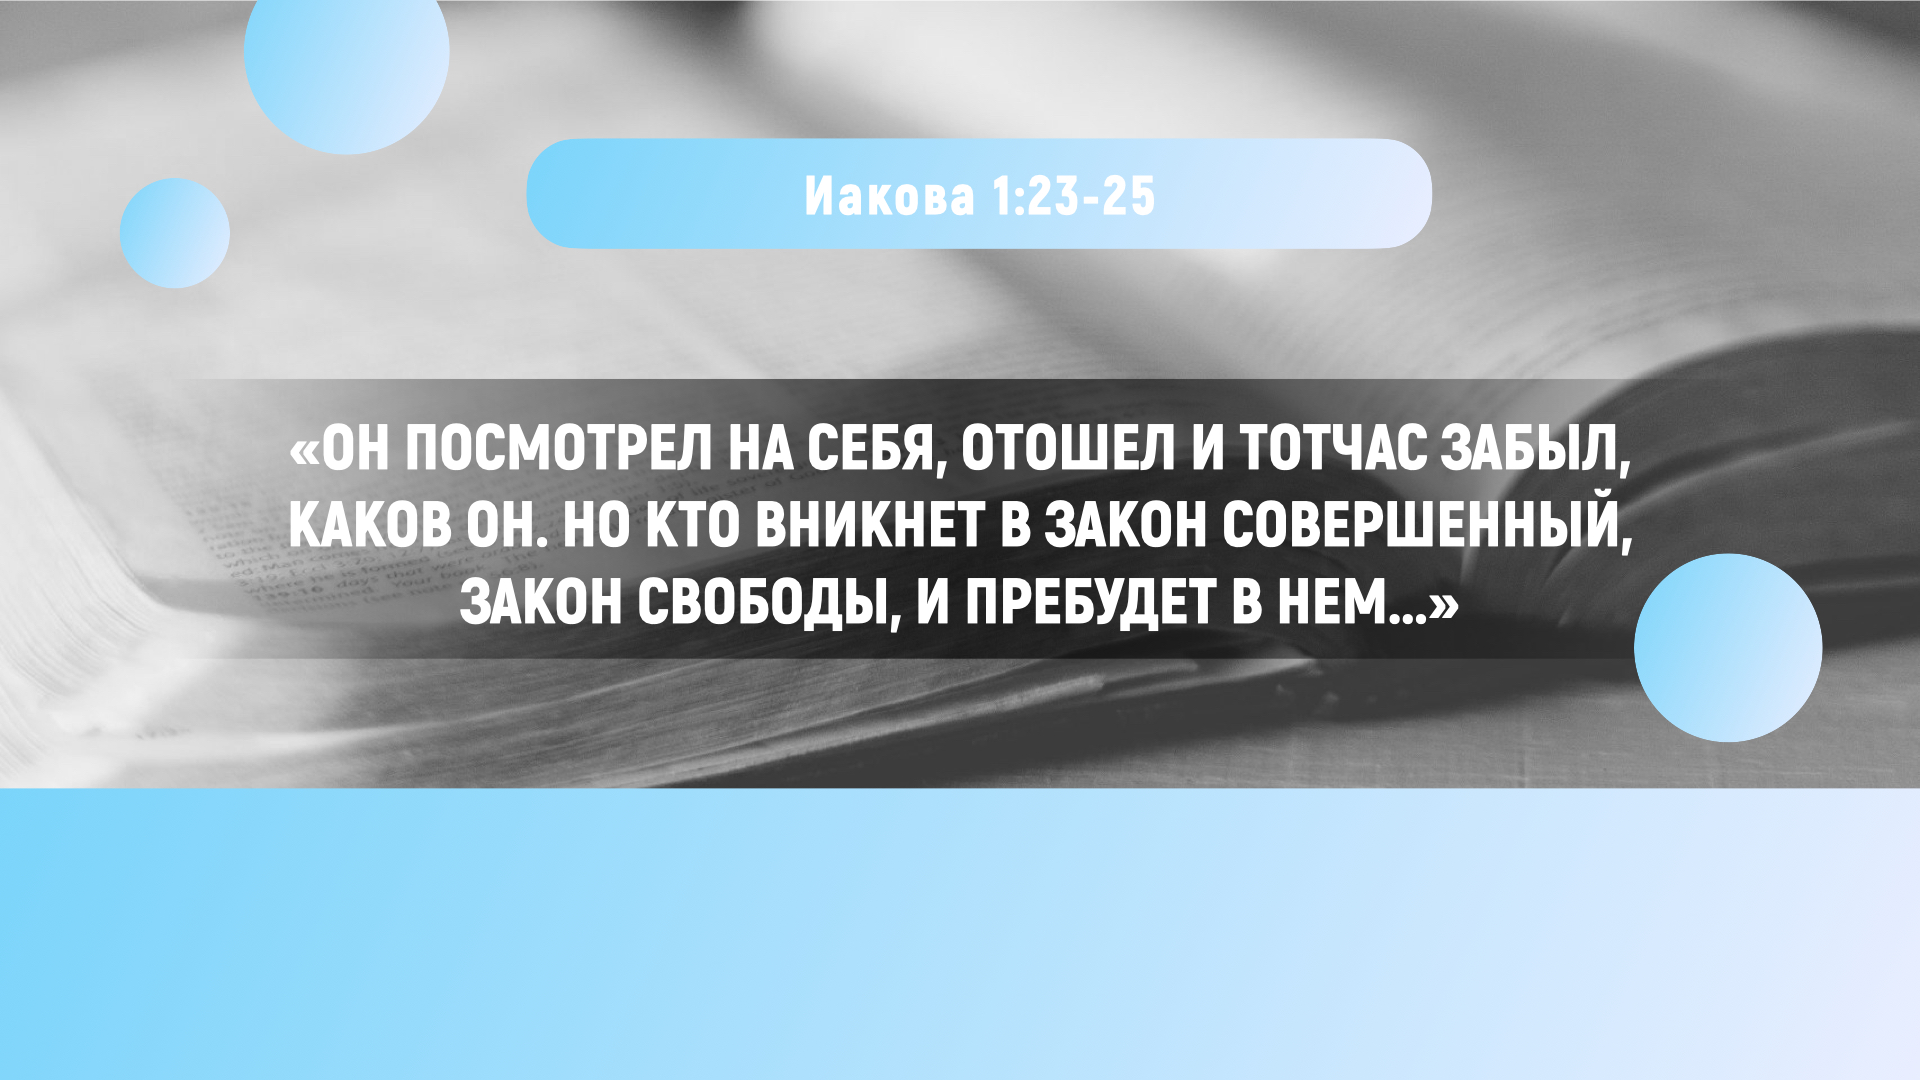 Иакова 1:23-25
«ОН ПОСМОТРЕЛ НА СЕБЯ, ОТОШЕЛ И ТОТЧАС ЗАБЫЛ,
КАКОВ ОН. НО КТО ВНИКНЕТ В ЗАКОН СОВЕРШЕННЫЙ,
ЗАКОН СВОБОДЫ, И ПРЕБУДЕТ В НЕМ...»